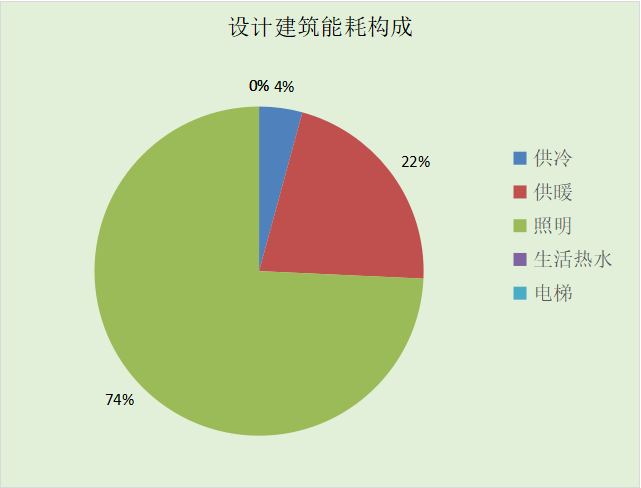 设计建筑能耗构成
0% 4%
22%
74%
供冷
供暖
照明
生活热水
电梯